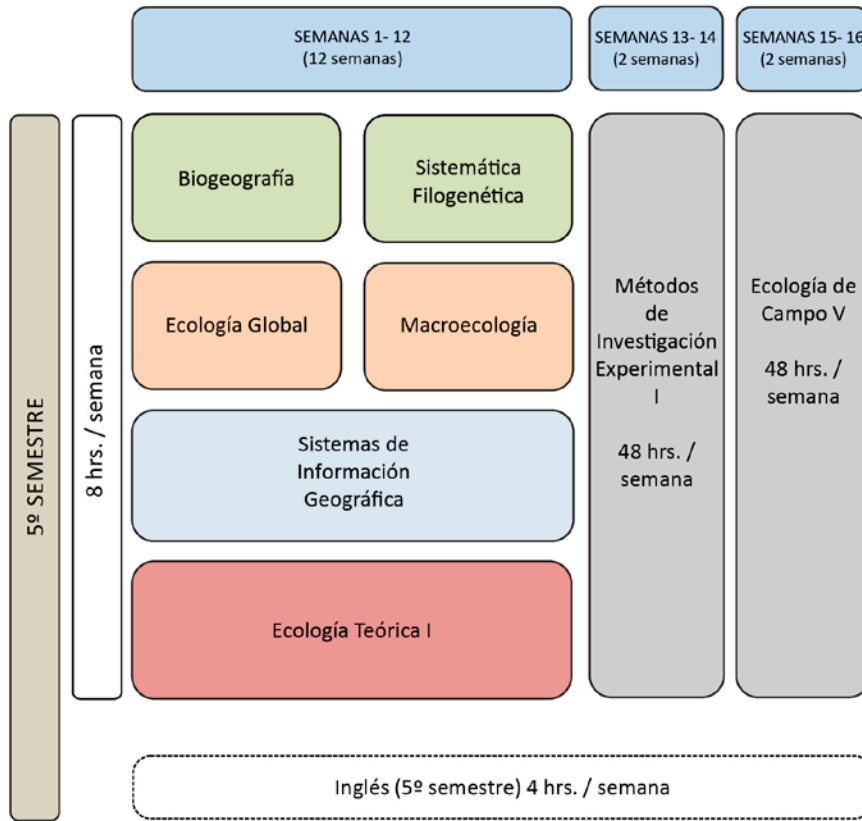 SEMANAS 1- 12
(12 semanas)
SEMANAS 13- 14
(2 semanas)
SEMANAS 15- 16
(2 semanas)
5º SEMESTRE
8 hrs. / semana
Biogeografía
Sistemática
Filogenética
Ecología Global
Macroecología
Sistemas de
Información
Geográfica
Ecología Teórica I
Métodos
de
Investigación
Experimental
I
48 hrs. /
semana
Ecología de
Campo V
48 hrs. /
semana
Inglés (5º semestre) 4 hrs. / semana